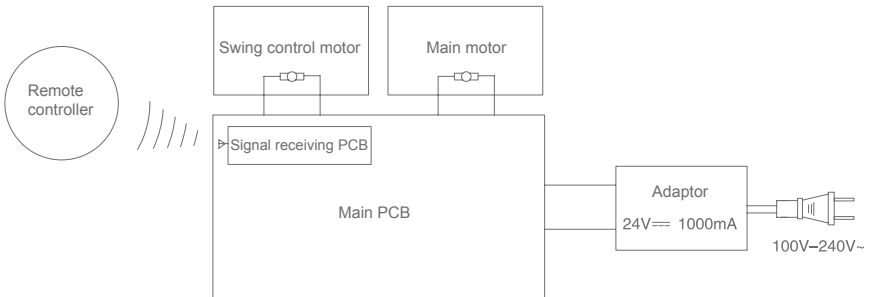 Swing control motor
Main motor
Remote
controller
Signal receiving PCB
Main PCB
Adaptor
24V⎓ 1000mA
100V–240V~